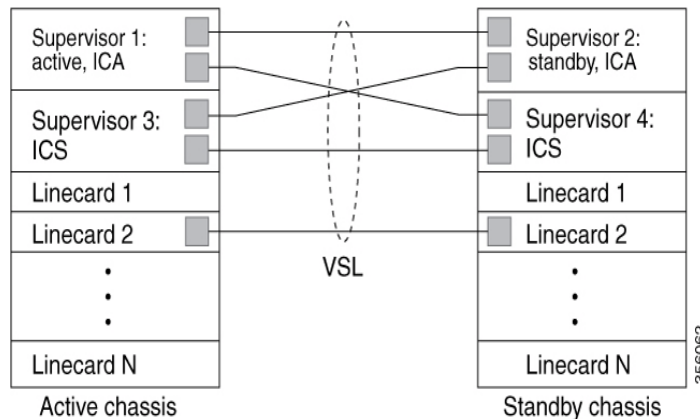 Supervisor 1:
active, ICA
Supervisor 3:
ICS
Linecard 1
Linecard 2
Linecard N
Active chassis
VSL
Supervisor 2:
standby, ICA
Supervisor 4:
ICS
Linecard 1
Linecard 2
Linecard N
Standby chassis